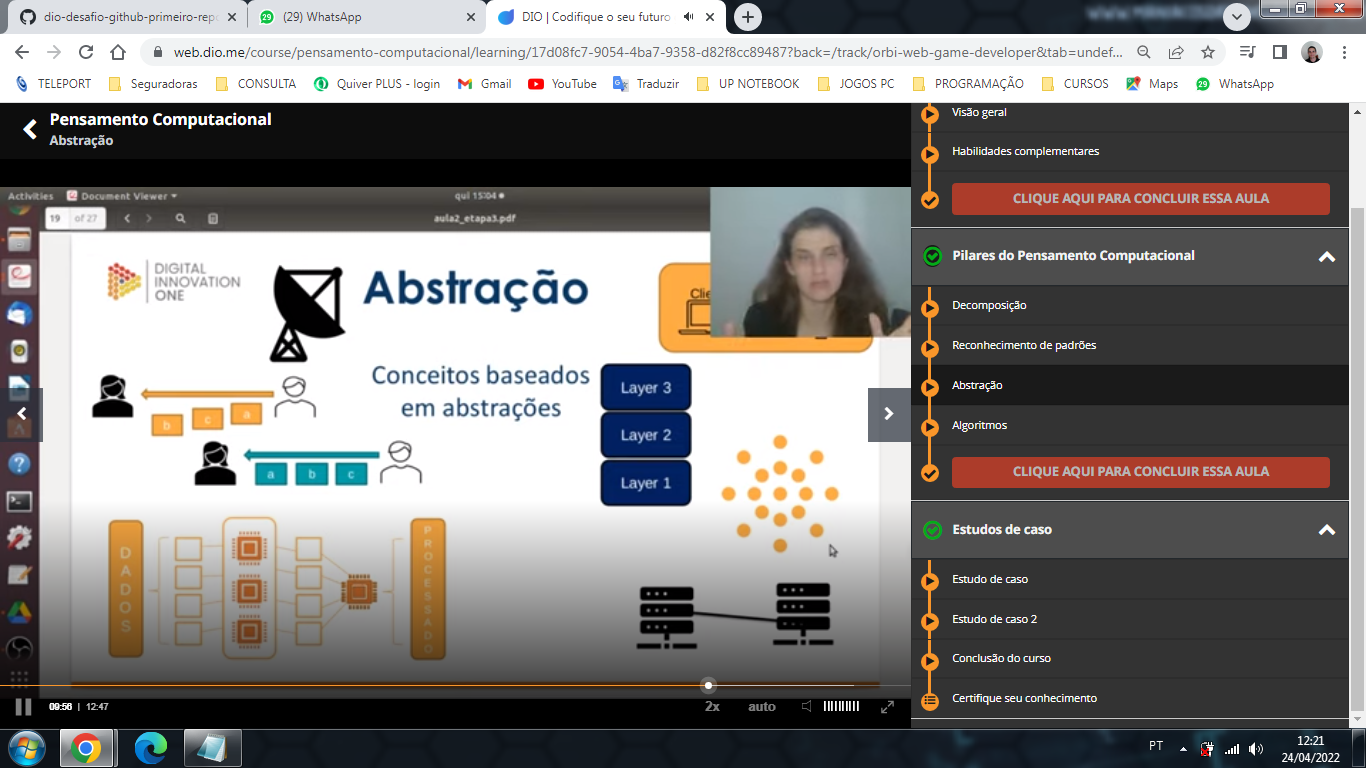 dio-desafio-github-primeiro-repo
(29) WhatsApp
DIO | Codifique o seu futuro
web.dio.me/course/pensamento-computacional/learning/17d08fc7-9054-4ba7-9358-d82f8cc89487?back=/track/orbi-web-game-developer&tab=undef...
TELEPORT
Seguradoras
CONSULTA
Quiver PLUS - login
Gmail
YouTube
Traduzir
UP NOTEBOOK
JOGOS PC
PROGRAMAÇÃO
CURSOS
Maps
29
WhatsApp
Pensamento Computacional
Abstração
Activities
Document Viewer
qui 15:04
19 of 27
aula2_etapa3.pdf
DIGITAL
INNOVATION
ONE
Abstração
Conceitos baseados
em abstrações
b c a
a b c
Layer 3
Layer 2
Layer 1
DADOS
PROCESSADO
09:56 | 12:47
2x
auto
Visão geral
Habilidades complementares
CLIQUE AQUI PARA CONCLUIR ESSA AULA
Pilares do Pensamento Computacional
Decomposição
Reconhecimento de padrões
Abstração
Algoritmos
CLIQUE AQUI PARA CONCLUIR ESSA AULA
Estudos de caso
Estudo de caso
Estudo de caso 2
Conclusão do curso
Certifique seu conhecimento
PT
12:21
24/04/2022